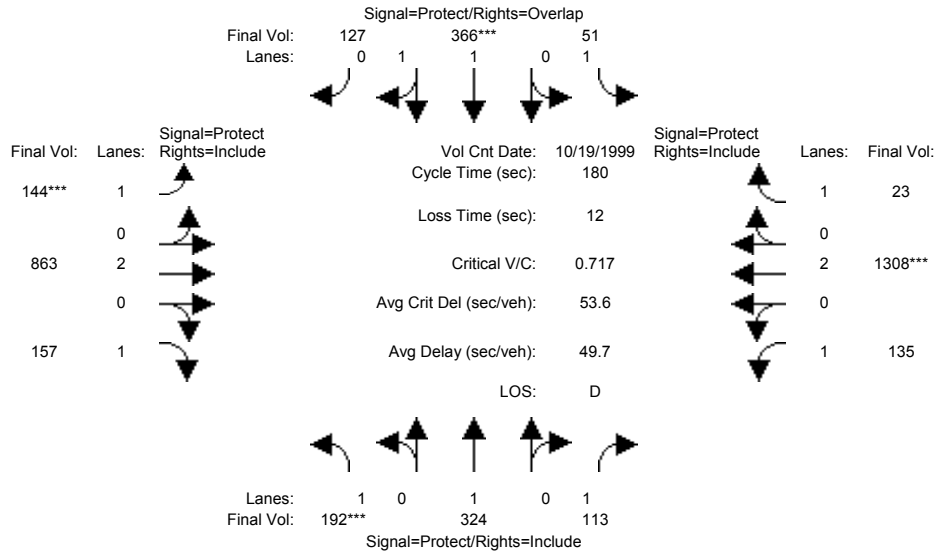 Signal=Protect/Rights=Overlap
Final Vol: 127 366*** 51
Lanes: 0 1 1 0 1
Signal=Protect
Final Vol: Lanes: Rights=Include
Vol Cnt Date: 10/19/1999
Signal=Protect
Rights=Include Lanes: Final Vol:
Cycle Time (sec): 180
144*** 1
1 23
Loss Time (sec): 12
0
0
863 2
Critical V/C: 0.717
2 1308***
0
Avg Crit Del (sec/veh): 53.6
0
157 1
Avg Delay (sec/veh): 49.7
1 135
LOS: D
Lanes: 1 0 1 0 1
Final Vol: 192*** 324 113
Signal=Protect/Rights=Include